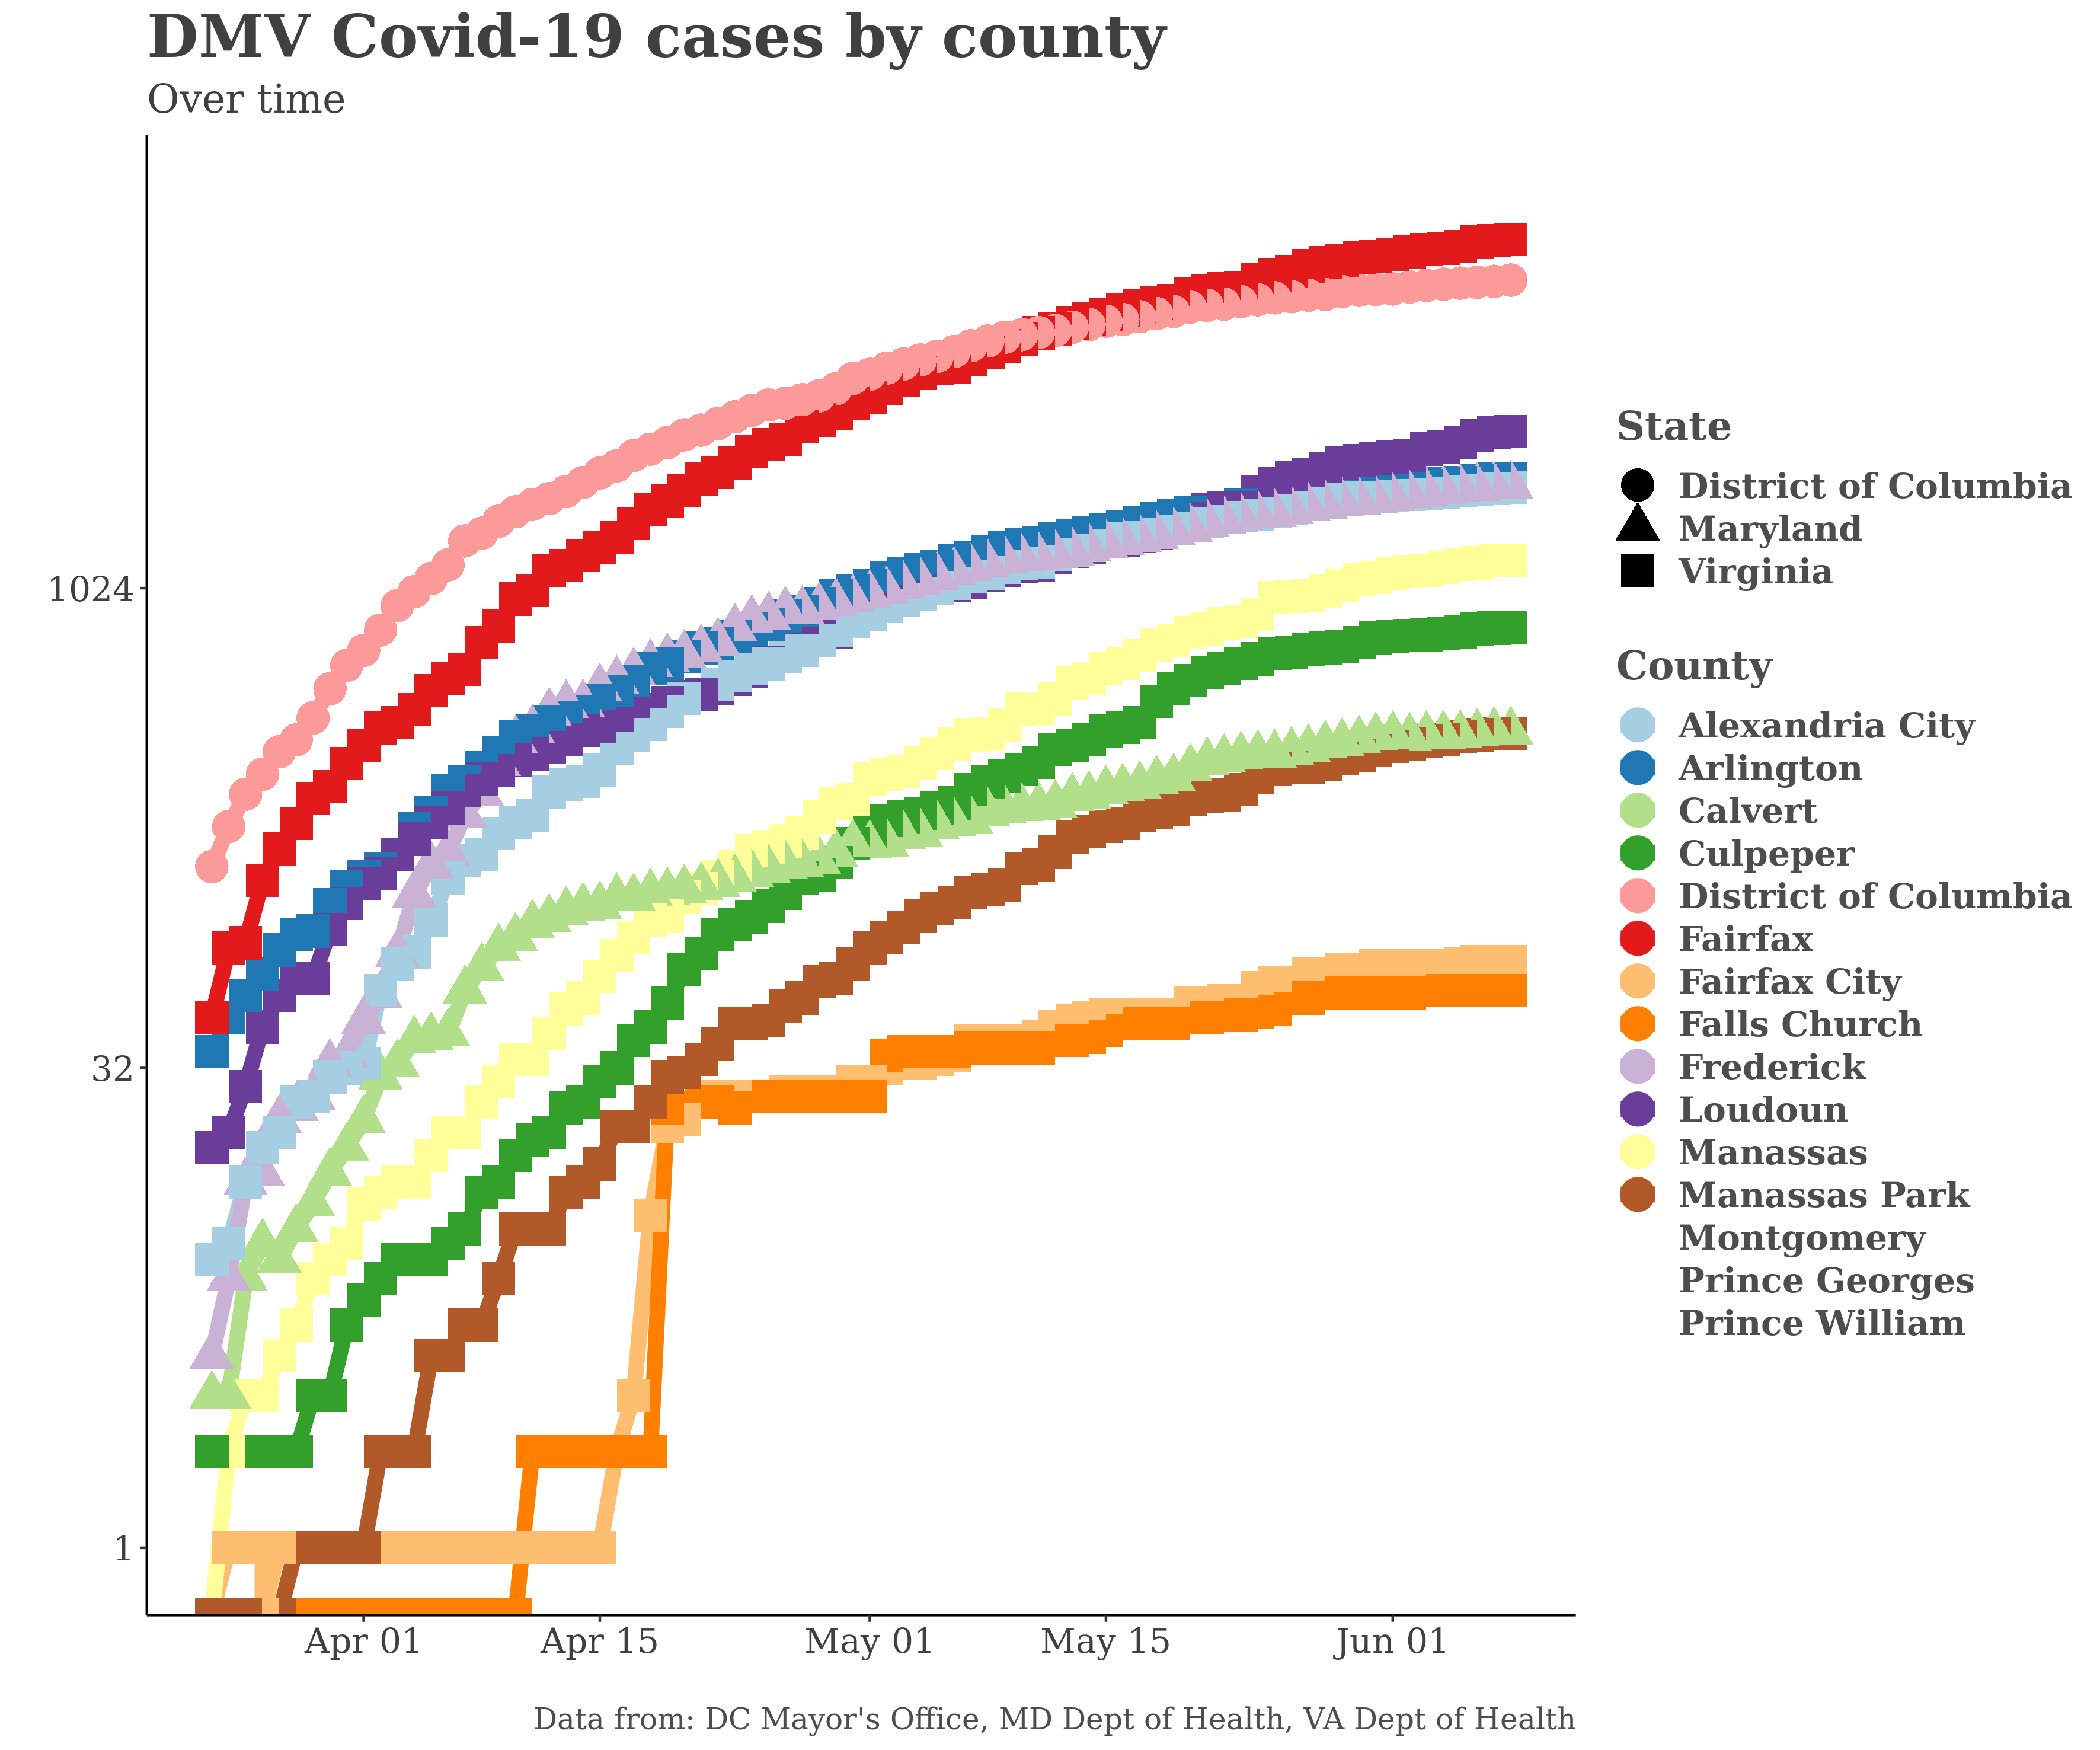 DMV Covid-19 cases by county
Over time
1024
32
1
Apr 01
Apr 15
May 01
May 15
Jun 01
State
District of Columbia
Maryland
Virginia
County
Alexandria City
Arlington
Calvert
Culpeper
District of Columbia
Fairfax
Fairfax City
Falls Church
Frederick
Loudoun
Manassas
Manassas Park
Montgomery
Prince Georges
Prince William
Data from: DC Mayor's Office, MD Dept of Health, VA Dept of Health